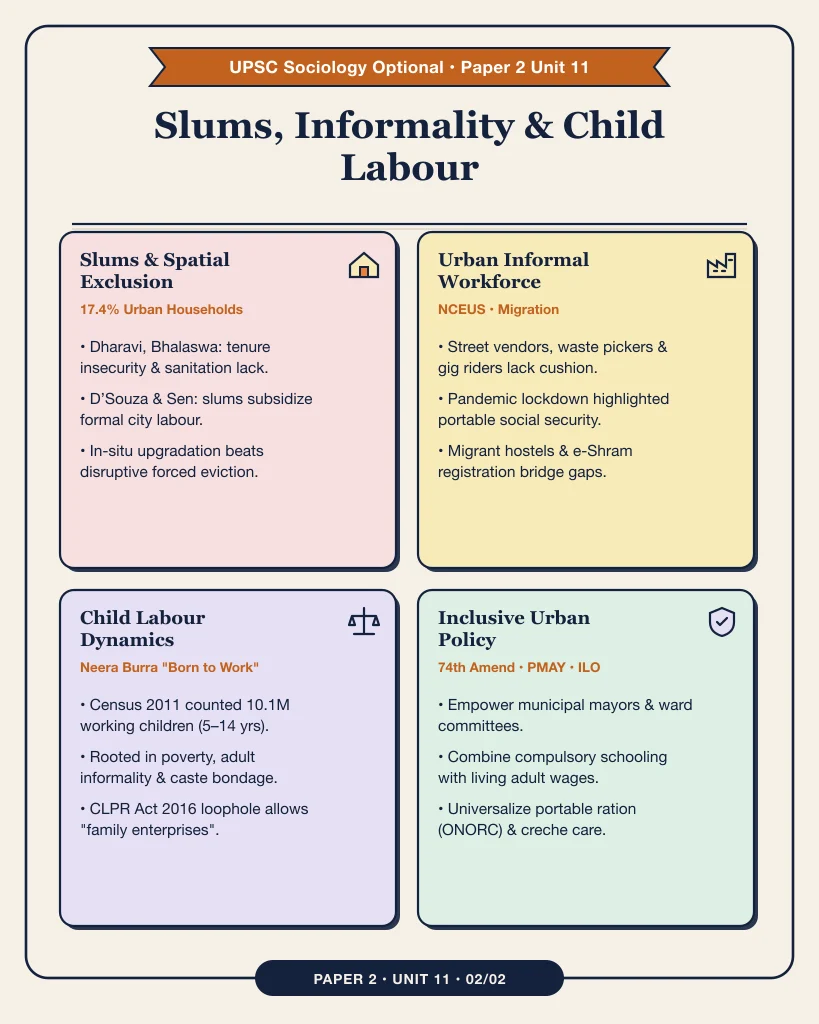 UPSC Sociology Optional • Paper 2 Unit 11
Slums, Informality & Child
Labour
Slums & Spatial
Exclusion
17.4% Urban Households
• Dharavi, Bhalaswa: tenure
insecurity & sanitation lack.
• D’Souza & Sen: slums subsidize
formal city labour.
• In-situ upgradation beats
disruptive forced eviction.
Urban Informal
Workforce
NCEUS • Migration
• Street vendors, waste pickers &
gig riders lack cushion.
• Pandemic lockdown highlighted
portable social security.
• Migrant hostels & e-Shram
registration bridge gaps.
Child Labour
Dynamics
Neera Burra "Born to Work"
• Census 2011 counted 10.1M
working children (5–14 yrs).
• Rooted in poverty, adult
informality & caste bondage.
• CLPR Act 2016 loophole allows
"family enterprises".
Inclusive Urban
Policy
74th Amend • PMAY • ILO
• Empower municipal mayors & ward
committees.
• Combine compulsory schooling
with living adult wages.
• Universalize portable ration
(ONORC) & creche care.
PAPER 2 • UNIT 11 • 02/02